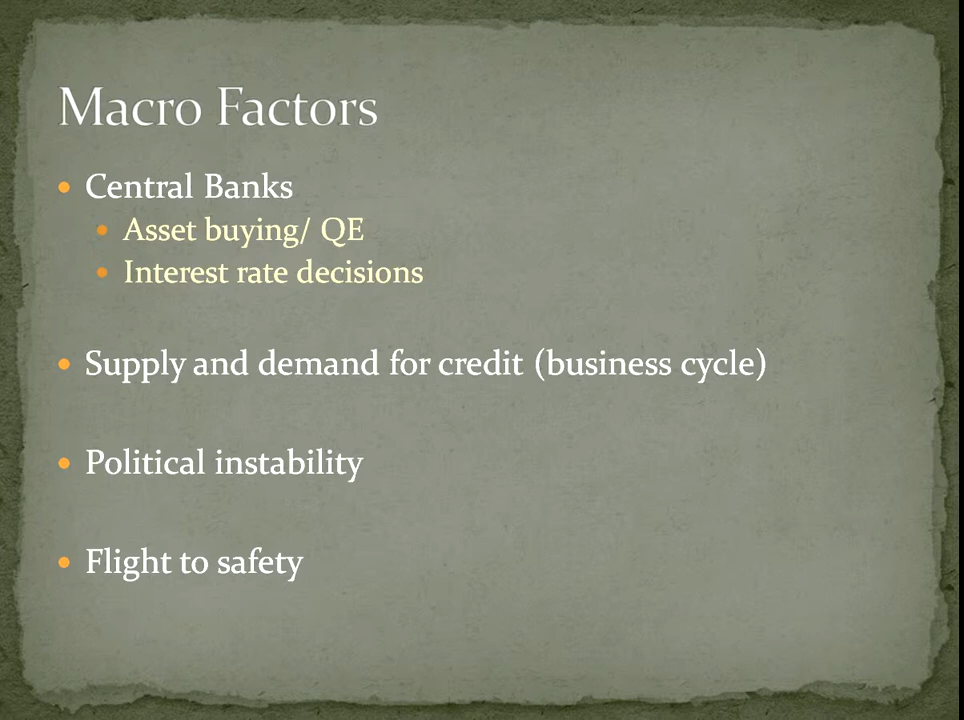 Macro Factors
Central Banks
Asset buying/ QE
Interest rate decisions
Supply and demand for credit (business cycle)
Political instability
Flight to safety